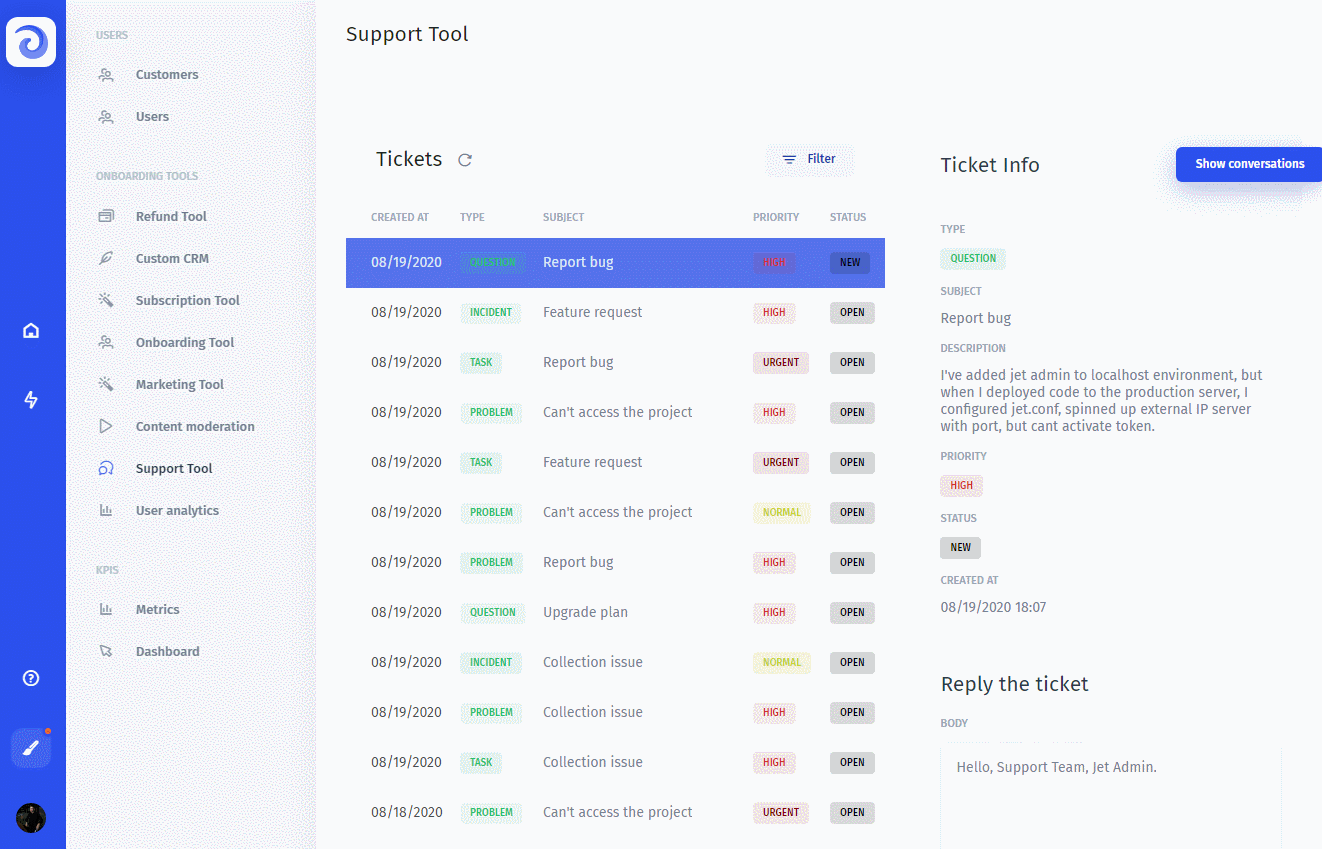 USERS
Customers
Users
ONBOARDING TOOLS
Refund Tool
Custom CRM
Subscription Tool
Onboarding Tool
Marketing Tool
Content moderation
Support Tool
User analytics
KPIS
Metrics
Dashboard
Support Tool
Tickets
Filter
CREATED AT TYPE SUBJECT PRIORITY STATUS
08/19/2020 QUESTION Report bug HIGH NEW
08/19/2020 INCIDENT Feature request HIGH OPEN
08/19/2020 TASK Report bug URGENT OPEN
08/19/2020 PROBLEM Can't access the project HIGH OPEN
08/19/2020 TASK Feature request URGENT OPEN
08/19/2020 PROBLEM Can't access the project NORMAL OPEN
08/19/2020 PROBLEM Report bug HIGH OPEN
08/19/2020 QUESTION Upgrade plan HIGH OPEN
08/19/2020 INCIDENT Collection issue NORMAL OPEN
08/19/2020 PROBLEM Collection issue HIGH OPEN
08/19/2020 TASK Collection issue HIGH OPEN
08/18/2020 PROBLEM Can't access the project URGENT OPEN
Ticket Info
Show conversations
TYPE
QUESTION
SUBJECT
Report bug
DESCRIPTION
I've added jet admin to localhost environment, but
when I deployed code to the production server, I
configured jet.conf, spinned up external IP server
with port, but cant activate token.
PRIORITY
HIGH
STATUS
NEW
CREATED AT
08/19/2020 18:07
Reply the ticket
BODY
Hello, Support Team, Jet Admin.